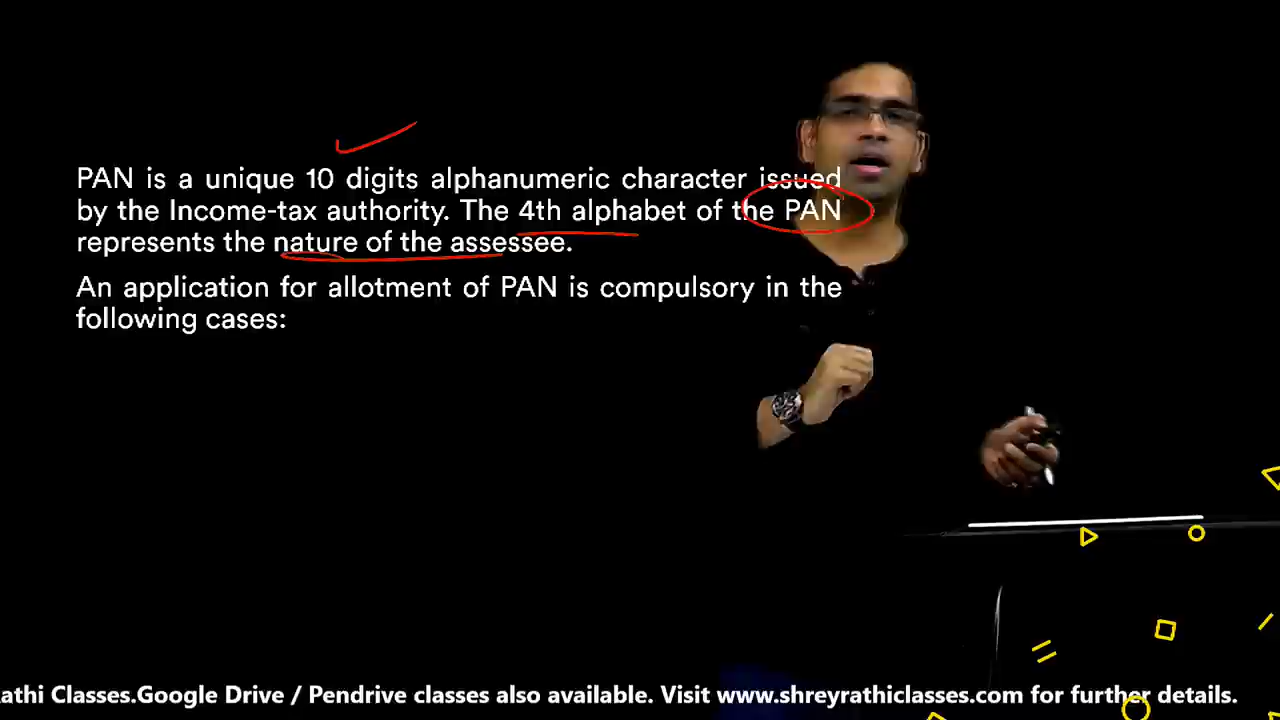 PAN is a unique 10 digits alphanumeric character issued
by the Income-tax authority. The 4th alphabet of the PAN
represents the nature of the assessee.
An application for allotment of PAN is compulsory in the
following cases:
Classes.Google Drive / Pendrive classes also available. Visit www.shreyrathiclasses.com for further details.